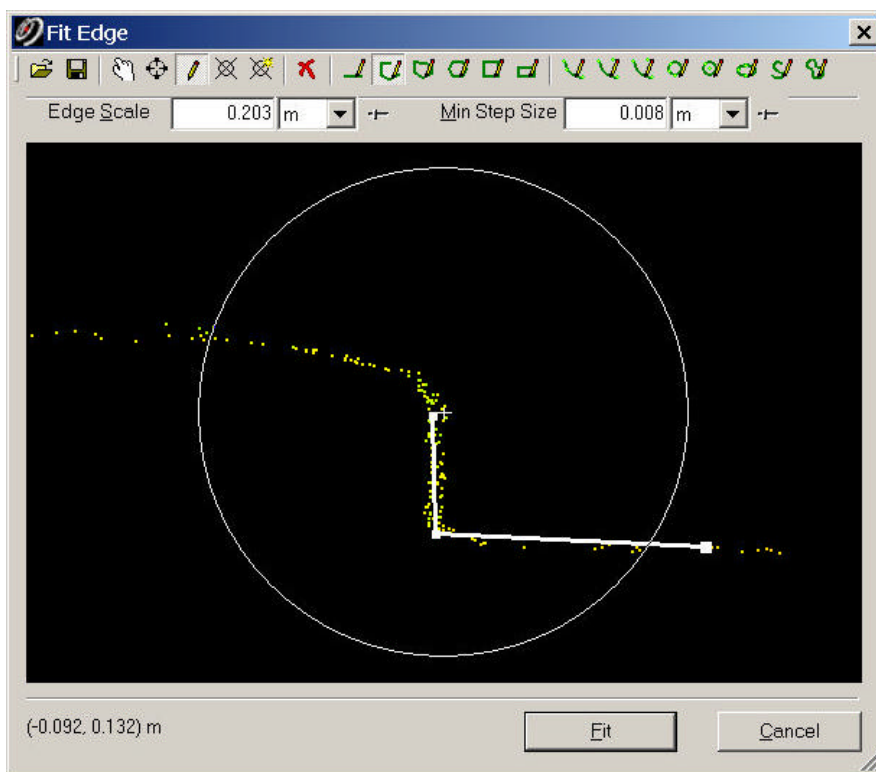 Fit Edge
Edge Scale 0.203 m Min Step Size 0.008 m
(-0.092, 0.132) m Fit Cancel